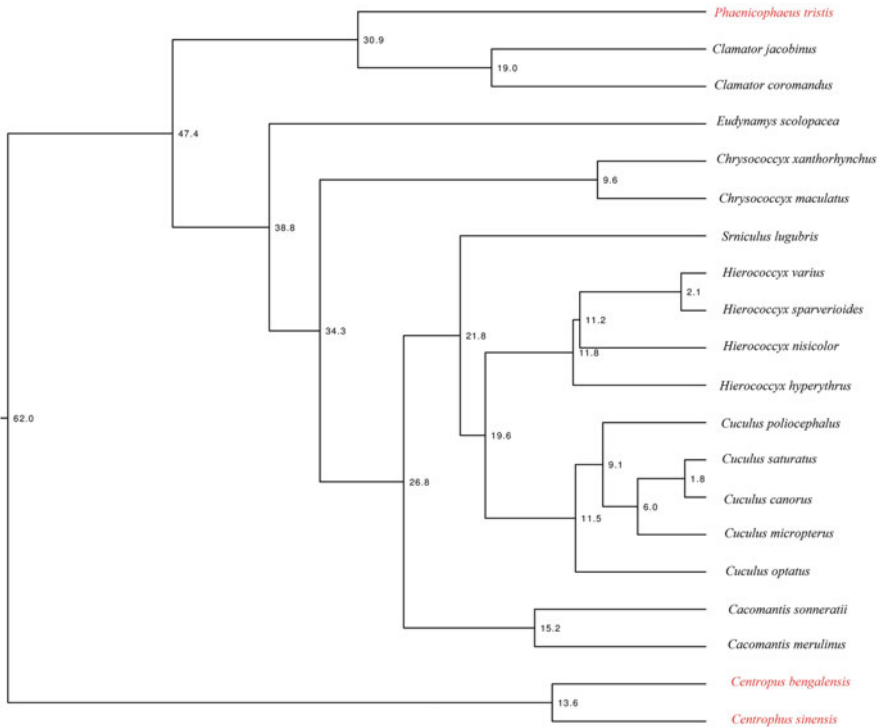 Phaenicophaeus tristis
30.9
Clamator jacobinus
19.0
Clamator coromandus
47.4
Eudynamys scolopacea
Chrysococcyx xanthorhynchus
9.6
Chrysococcyx maculatus
38.8
Srniculus lugubris
Hierococcyx varius
2.1
Hierococcyx sparverioides
11.2
34.3
21.8
Hierococcyx nisicolor
11.8
Hierococcyx hyperythrus
62.0
Cuculus poliocephalus
19.6
9.1
Cuculus saturatus
1.8
26.8
Cuculus canorus
6.0
11.5
Cuculus micropterus
Cuculus optatus
Cacomantis sonneratii
15.2
Cacomantis merulinus
Centropus bengalensis
13.6
Centrophus sinensis